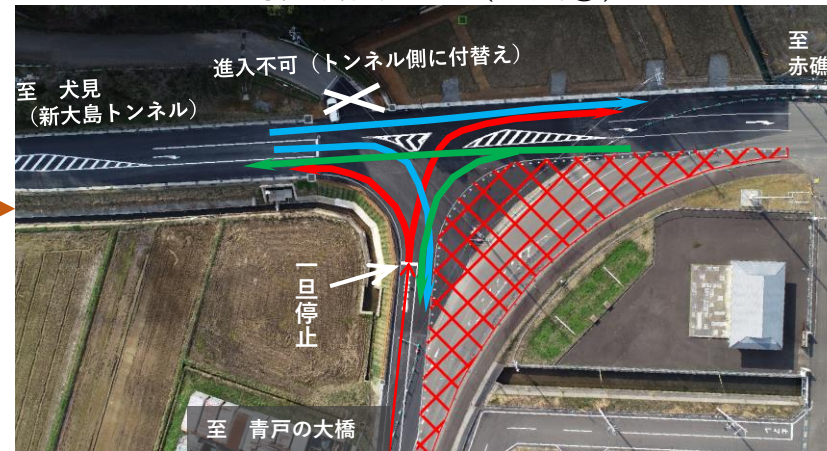 進入不可（トンネル側に付替え）
至
赤礁
至 犬見
（新大島トンネル）
一旦停止
至 青戸の大橋